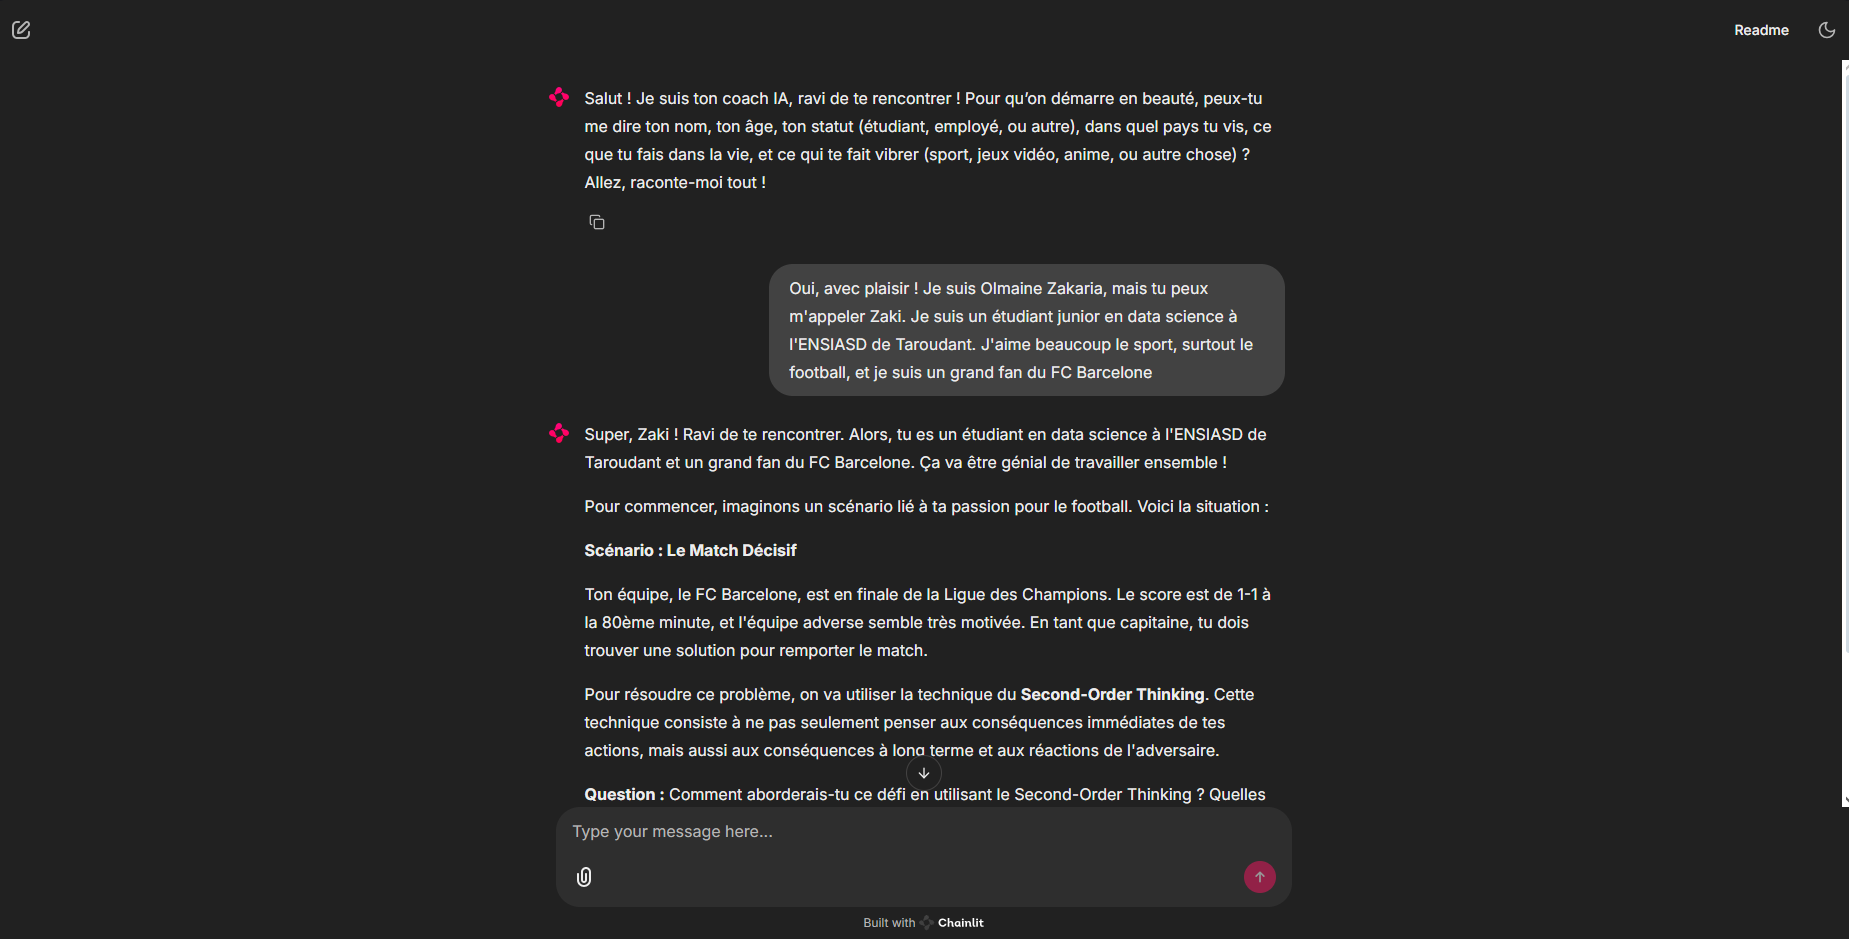 Readme
Salut ! Je suis ton coach IA, ravi de te rencontrer ! Pour qu’on démarre en beauté, peux-tu
me dire ton nom, ton âge, ton statut (étudiant, employé, ou autre), dans quel pays tu vis, ce
que tu fais dans la vie, et ce qui te fait vibrer (sport, jeux vidéo, anime, ou autre chose) ?
Allez, raconte-moi tout !
Oui, avec plaisir ! Je suis Olmaine Zakaria, mais tu peux
m'appeler Zaki. Je suis un étudiant junior en data science à
l'ENSIASD de Taroudant. J'aime beaucoup le sport, surtout le
football, et je suis un grand fan du FC Barcelone
Super, Zaki ! Ravi de te rencontrer. Alors, tu es un étudiant en data science à l'ENSIASD de
Taroudant et un grand fan du FC Barcelone. Ça va être génial de travailler ensemble !
Pour commencer, imaginons un scénario lié à ta passion pour le football. Voici la situation :
Scénario : Le Match Décisif
Ton équipe, le FC Barcelone, est en finale de la Ligue des Champions. Le score est de 1-1 à
la 80ème minute, et l'équipe adverse semble très motivée. En tant que capitaine, tu dois
trouver une solution pour remporter le match.
Pour résoudre ce problème, on va utiliser la technique du Second-Order Thinking. Cette
technique consiste à ne pas seulement penser aux conséquences immédiates de tes
actions, mais aussi aux conséquences à long terme et aux réactions de l'adversaire.
Question : Comment aborderais-tu ce défi en utilisant le Second-Order Thinking ? Quelles
Type your message here...
Built with Chainlit